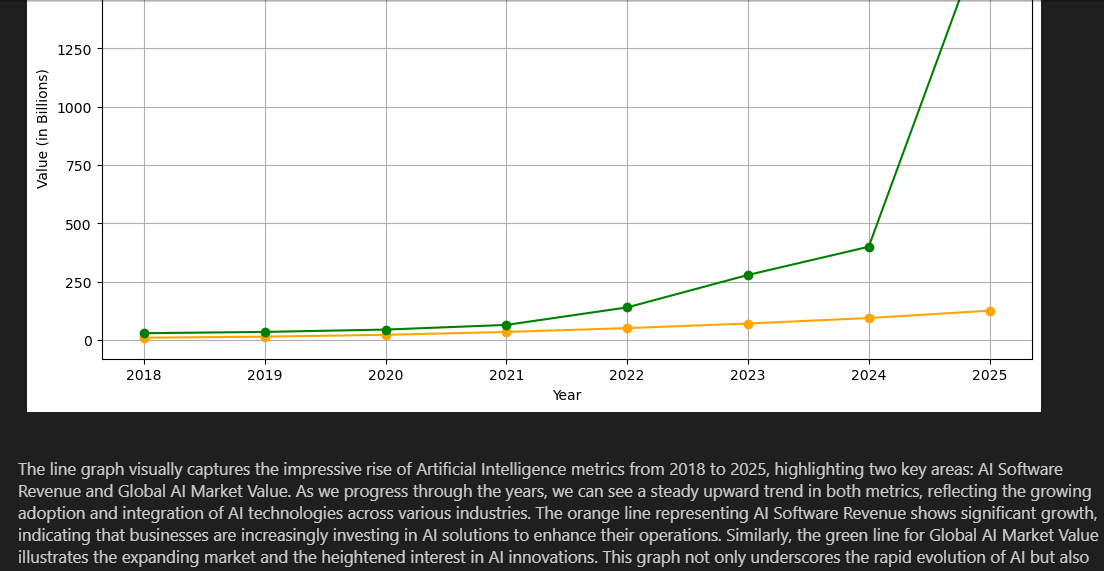 1250
1000
750
500
250
0
Value (in Billions)
2018 2019 2020 2021 2022 2023 2024 2025
Year
The line graph visually captures the impressive rise of Artificial Intelligence metrics from 2018 to 2025, highlighting two key areas: AI Software
Revenue and Global AI Market Value. As we progress through the years, we can see a steady upward trend in both metrics, reflecting the growing
adoption and integration of AI technologies across various industries. The orange line representing AI Software Revenue shows significant growth,
indicating that businesses are increasingly investing in AI solutions to enhance their operations. Similarly, the green line for Global AI Market Value
illustrates the expanding market and the heightened interest in AI innovations. This graph not only underscores the rapid evolution of AI but also